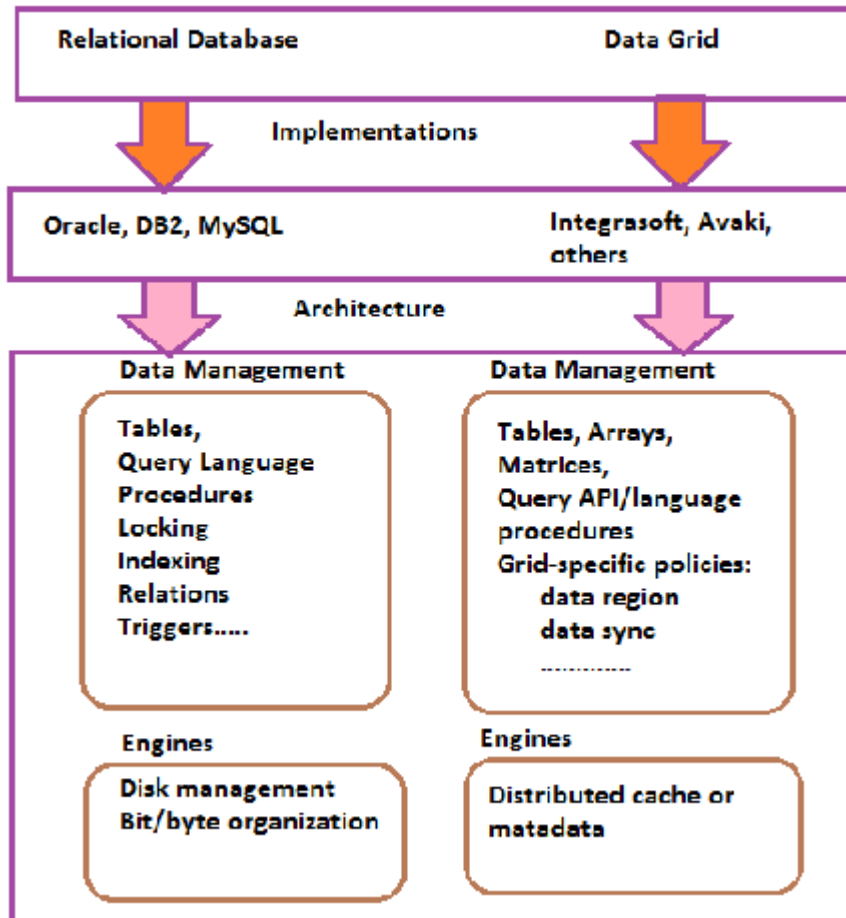 Relational Database
Data Grid
Implementations
Oracle, DB2, MySQL
Integrasoft, Avaki,
others
Architecture
Data Management
Tables,
Query Language
Procedures
Locking
Indexing
Relations
Triggers.....
Data Management
Tables, Arrays,
Matrices,
Query API/language
procedures
Grid-specific policies:
data region
data sync
.............
Engines
Disk management
Bit/byte organization
Engines
Distributed cache or
matadata